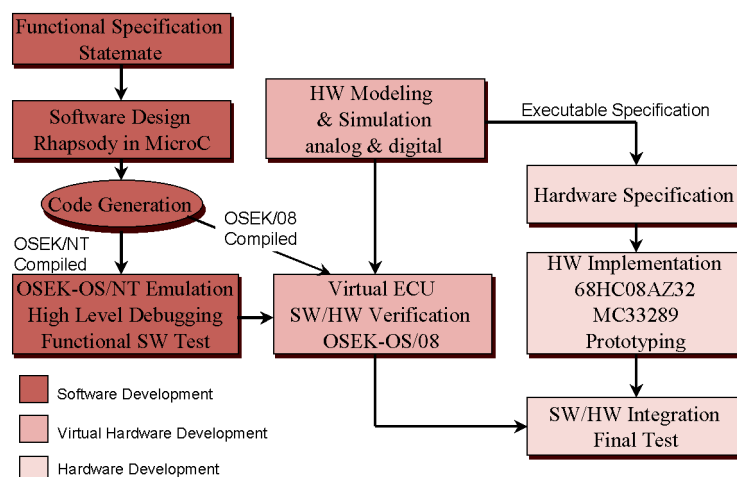 Functional Specification
Statemate
Software Design
Rhapsody in MicroC
Code Generation
OSEK/NT
Compiled
OSEK/08
Compiled
OSEK-OS/NT Emulation
High Level Debugging
Functional SW Test
HW Modeling
& Simulation
analog & digital
Executable Specification
Hardware Specification
Virtual ECU
SW/HW Verification
OSEK-OS/08
HW Implementation
68HC08AZ32
MC33289
Prototyping
SW/HW Integration
Final Test
Software Development
Virtual Hardware Development
Hardware Development